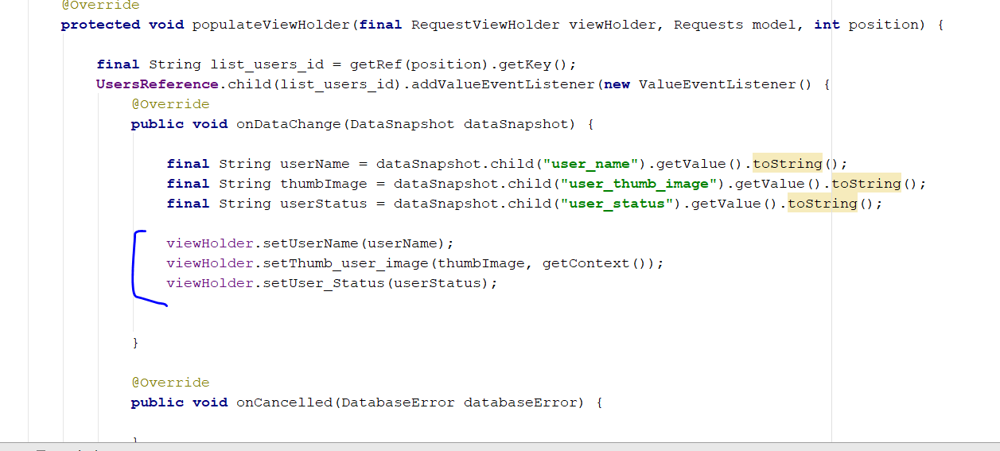 @Override
protected void populateViewHolder(final RequestViewHolder viewHolder, Requests model, int position) {
final String list_users_id = getRef(position).getKey();
UsersReference.child(list_users_id).addValueEventListener(new ValueEventListener() {
@Override
public void onDataChange(DataSnapshot dataSnapshot) {
final String userName = dataSnapshot.child("user_name").getValue().toString();
final String thumbImage = dataSnapshot.child("user_thumb_image").getValue().toString();
final String userStatus = dataSnapshot.child("user_status").getValue().toString();
viewHolder.setUserName(userName);
viewHolder.setThumb_user_image(thumbImage, getContext());
viewHolder.setUser_Status(userStatus);
}
@Override
public void onCancelled(DatabaseError databaseError) {
}